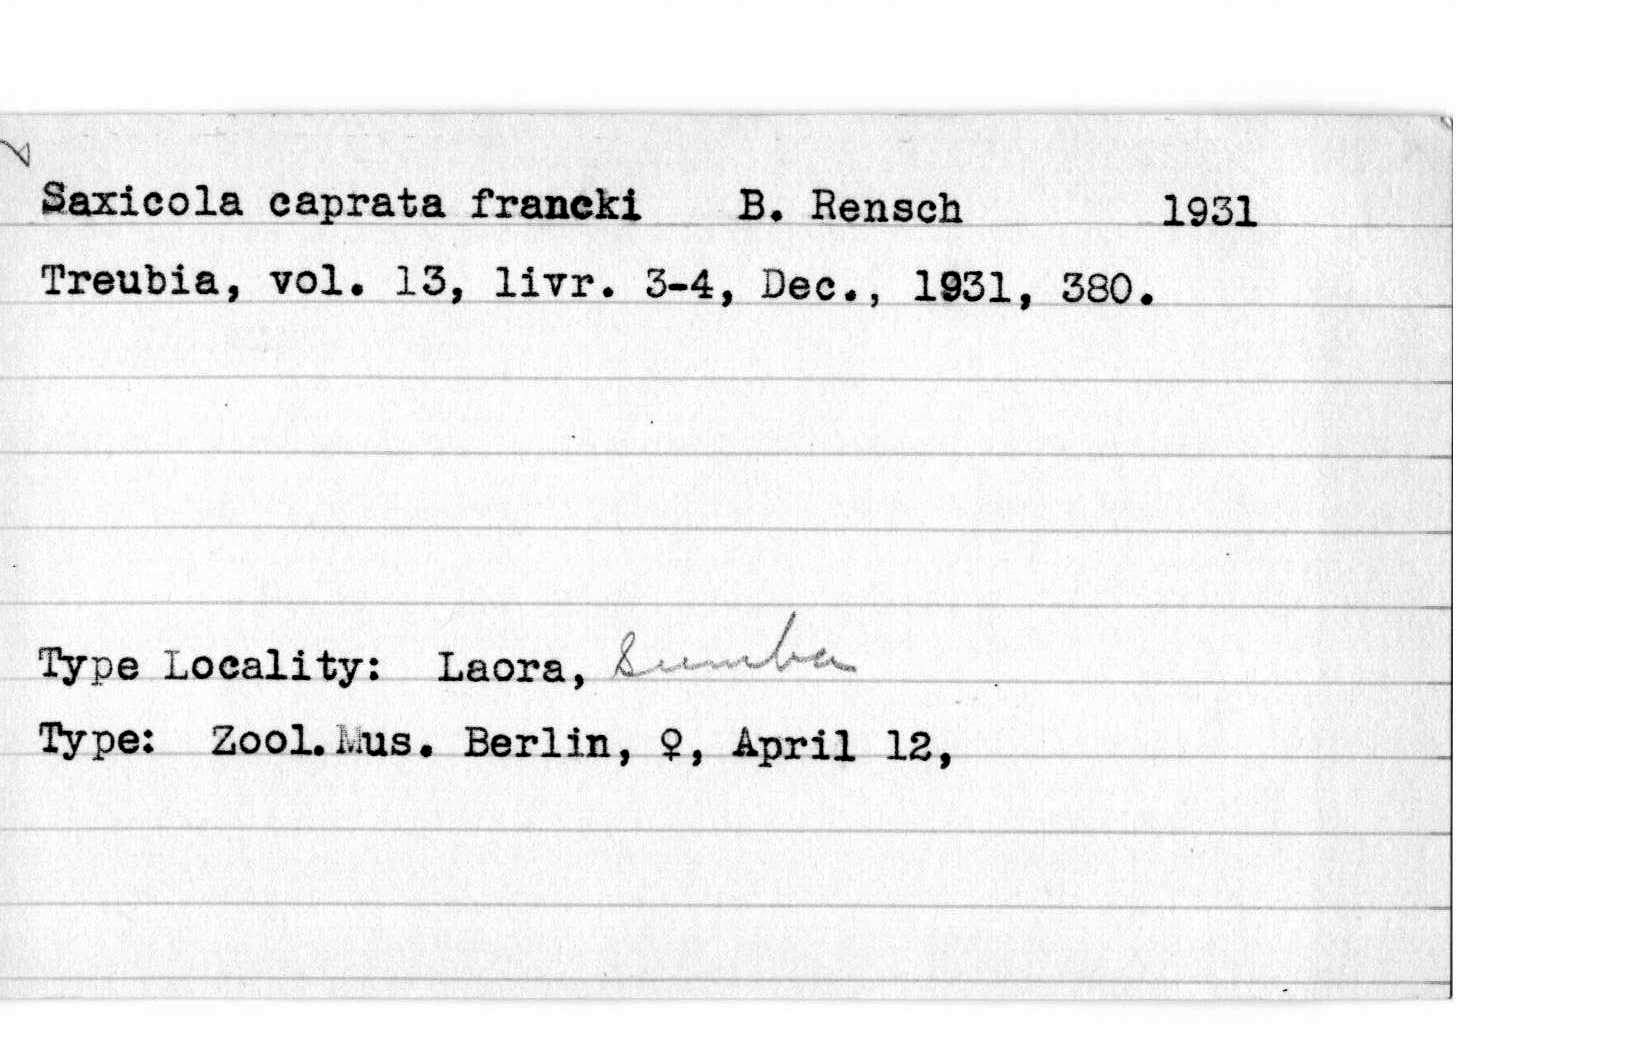 Saxicola caprata francki B. Rensch 1931
Treubia, vol. 13, livr. 3-4, Dec., 1931, 380.
Type Locality: Laora, Sumba
Type: Zool.Mus. Berlin, ♀, April 12,